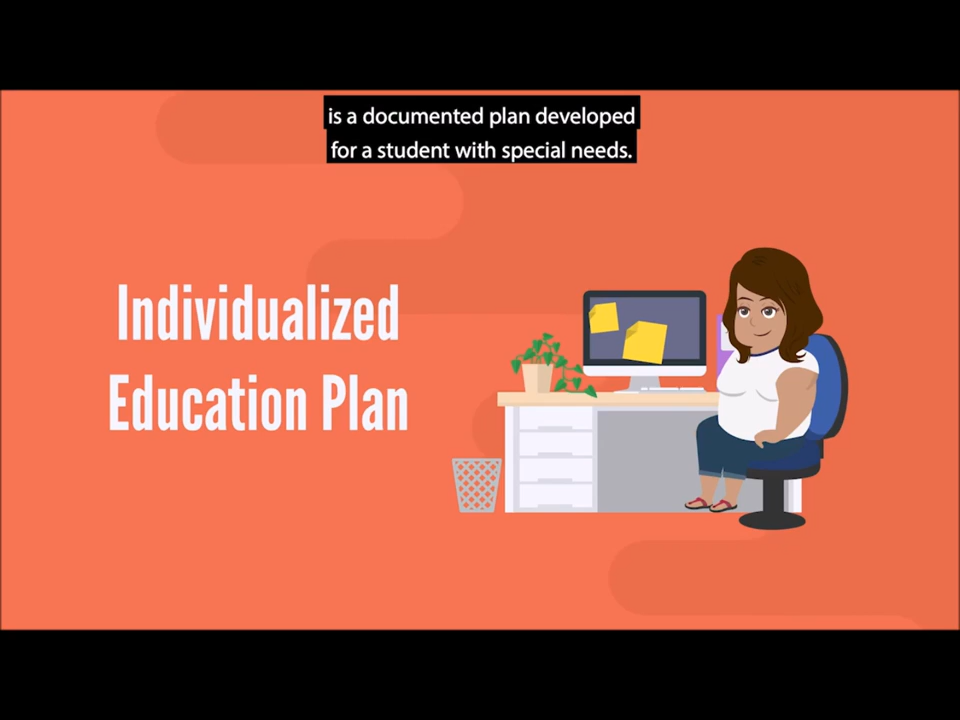 is a documented plan developed
for a student with special needs.
Individualized
Education Plan